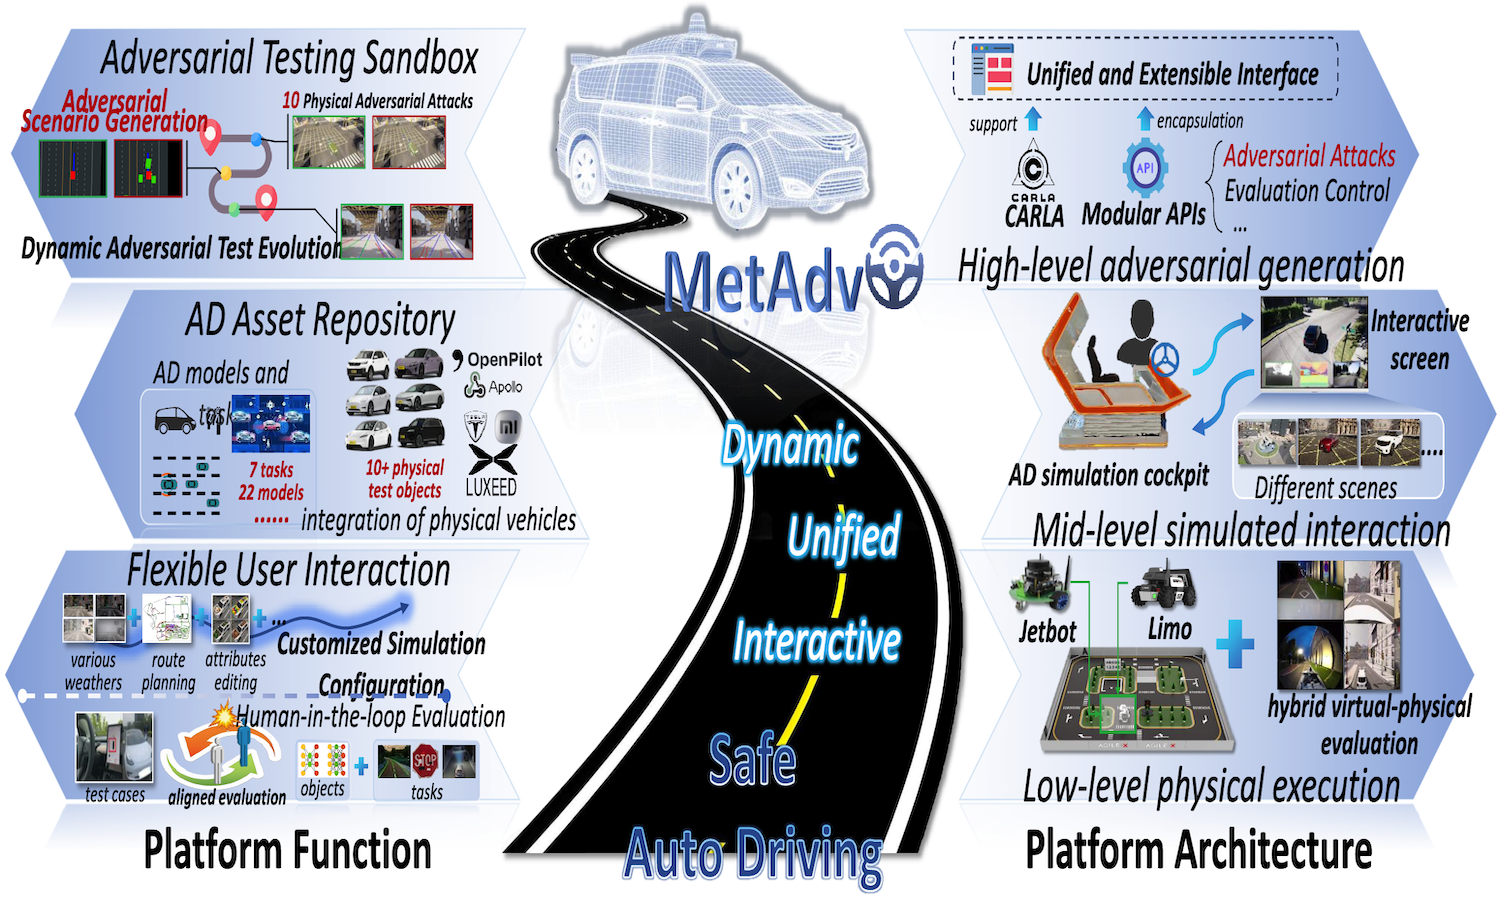 Adversarial Testing Sandbox
Adversarial
Scenario Generation
10 Physical Adversarial Attacks
Dynamic Adversarial Test Evolution
AD Asset Repository
AD models and
tasks
7 tasks
22 models
......
10+ physical
test objects
OpenPilot
Apollo
TESLA
LUXEED
integration of physical vehicles
Flexible User Interaction
...
various
weathers
route
planning
attributes
editing
Customized Simulation
Configuration
Human-in-the-loop Evaluation
test cases
aligned evaluation
objects
STOP
tasks
Platform Function
MetAdv
Dynamic
Unified
Interactive
Safe
Auto Driving
Unified and Extensible Interface
support
encapsulation
CARLA
CARLA
API
Modular APIs
Adversarial Attacks
Evaluation Control
...
High-level adversarial generation
Interactive
screen
AD simulation cockpit
....
Different scenes
Mid-level simulated interaction
Jetbot
Limo
AGILE X AGILE X
hybrid virtual-physical
evaluation
Low-level physical execution
Platform Architecture